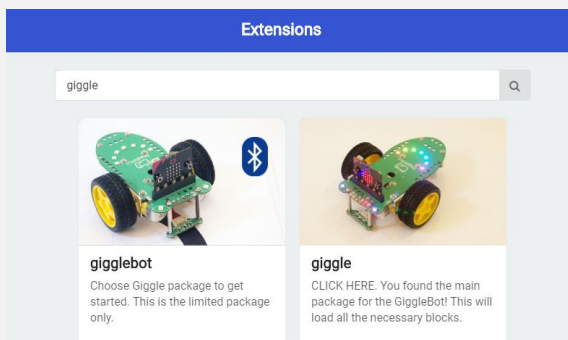 Extensions
giggle
gigglebot
Choose Giggle package to get
started. This is the limited package
only.
giggle
CLICK HERE. You found the main
package for the GiggleBot! This will
load all the necessary blocks.